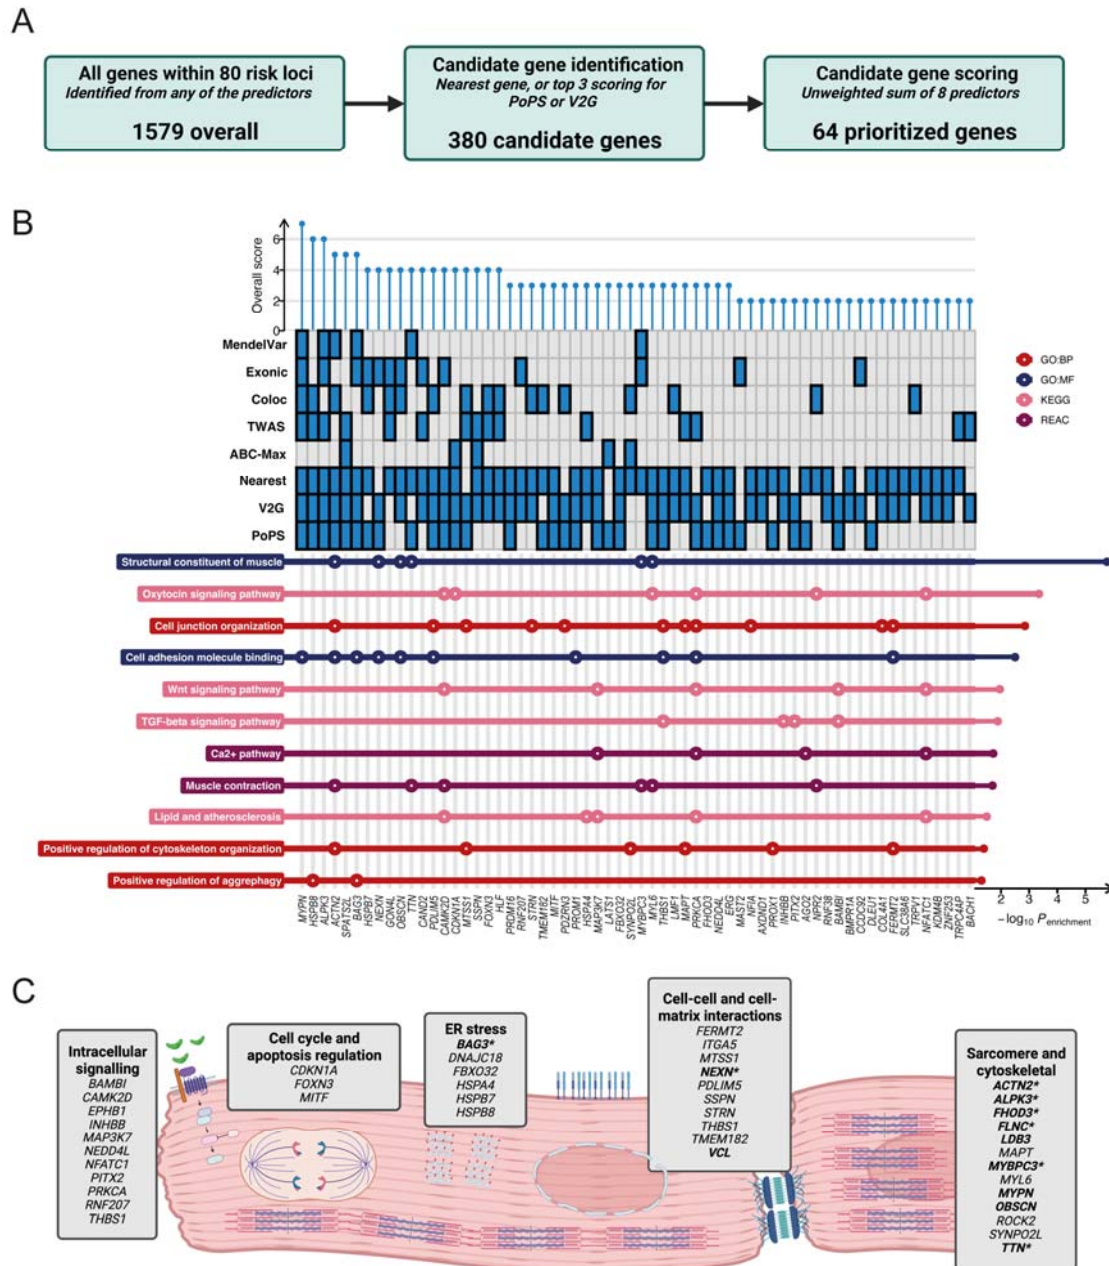 A
All genes within 80 risk loci
Identified from any of the predictors
1579 overall
Candidate gene identification
Nearest gene, or top 3 scoring for
PoPS or V2G
380 candidate genes
Candidate gene scoring
Unweighted sum of 8 predictors
64 prioritized genes
B
Overall score
6
4
2
0
MendelVar
Exonic
Coloc
TWAS
ABC-Max
Nearest
V2G
PoPS
GO:BP
GO:MF
KEGG
REAC
Structural constituent of muscle
Oxytocin signaling pathway
Cell junction organization
Cell adhesion molecule binding
Wnt signaling pathway
TGF-beta signaling pathway
Ca2+ pathway
Muscle contraction
Lipid and atherosclerosis
Positive regulation of cytoskeleton organization
Positive regulation of aggrephagy
MYPN
HSPB8
ALPK3
ACTN2
SPATS2L
BAG3
HSPB7
NEXN
GON4L
OBSCN
TTN
CAND2
PDLIM5
CAMK2D
CDKN1A
MTSS1
SSPN
FOXN3
HLF
PRDM16
RNF207
STRN
TMEM182
PDZRN3
MITF
PRDM1
HSPA4
MAP3K7
LATS1
FBXO32
SYNPO2L
MYBPC3
MYL6
THBS1
LMF1
MAPT
PRKCA
FHOD3
NEDD4L
ERG
MAST2
NFIA
AXDND1
PROX1
INHBB
PITX2
AGO2
NPR2
RNF38
BAMBI
BMPR1A
CCDC92
DLEU1
COL4A1
FERMT2
SLC38A6
TRPV1
NFATC1
KDM4B
ZNF253
TRPC4AP
BACH1
2 3 4 5
−log10 Penrichment
C
Intracellular
signalling
BAMBI
CAMK2D
EPHB1
INHBB
MAP3K7
NEDD4L
NFATC1
PITX2
PRKCA
RNF207
THBS1
Cell cycle and
apoptosis regulation
CDKN1A
FOXN3
MITF
ER stress
BAG3*
DNAJC18
FBXO32
HSPA4
HSPB7
HSPB8
Cell-cell and cell-
matrix interactions
FERMT2
ITGA5
MTSS1
NEXN*
PDLIM5
SSPN
STRN
THBS1
TMEM182
VCL
Sarcomere and
cytoskeletal
ACTN2*
ALPK3*
FHOD3*
FLNC*
LDB3
MAPT
MYBPC3*
MYL6
MYPN
OBSCN
ROCK2
SYNPO2L
TTN*